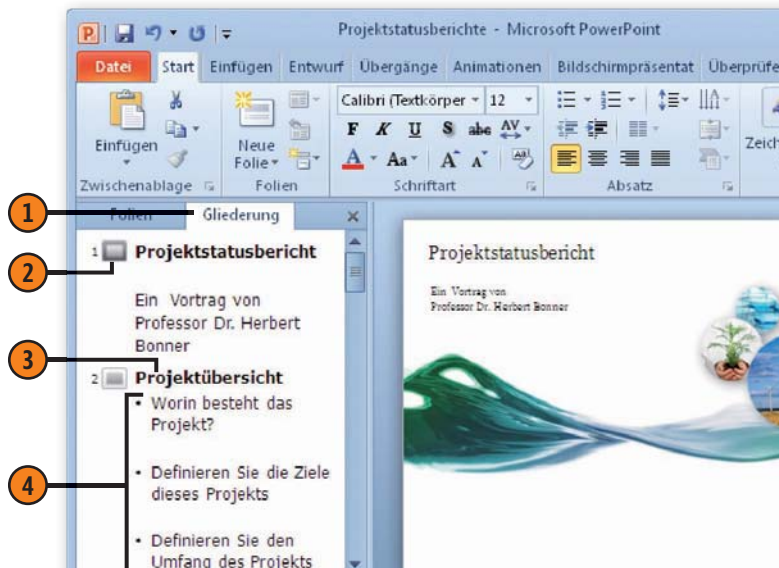 Projektstatusberichte - Microsoft PowerPoint
Datei Start Einfügen Entwurf Übergänge Animationen Bildschirmpräsentat Überprüfe
Calibri (Textkörper 12
Einfügen
Neue
Folie
F K U S abe AV
A Aa A A
Zeich
Zwischenablage Folien Schriftart Absatz
1
Folien Gliederung
2
1 Projektstatusbericht
Ein Vortrag von
Professor Dr. Herbert
Bonner
3
2 Projektübersicht
• Worin besteht das
Projekt?
4
• Definieren Sie die Ziele
dieses Projekts
• Definieren Sie den
Umfang des Projekts
Projektstatusbericht
Ein Vortrag von
Professor Dr. Herbert Bonner